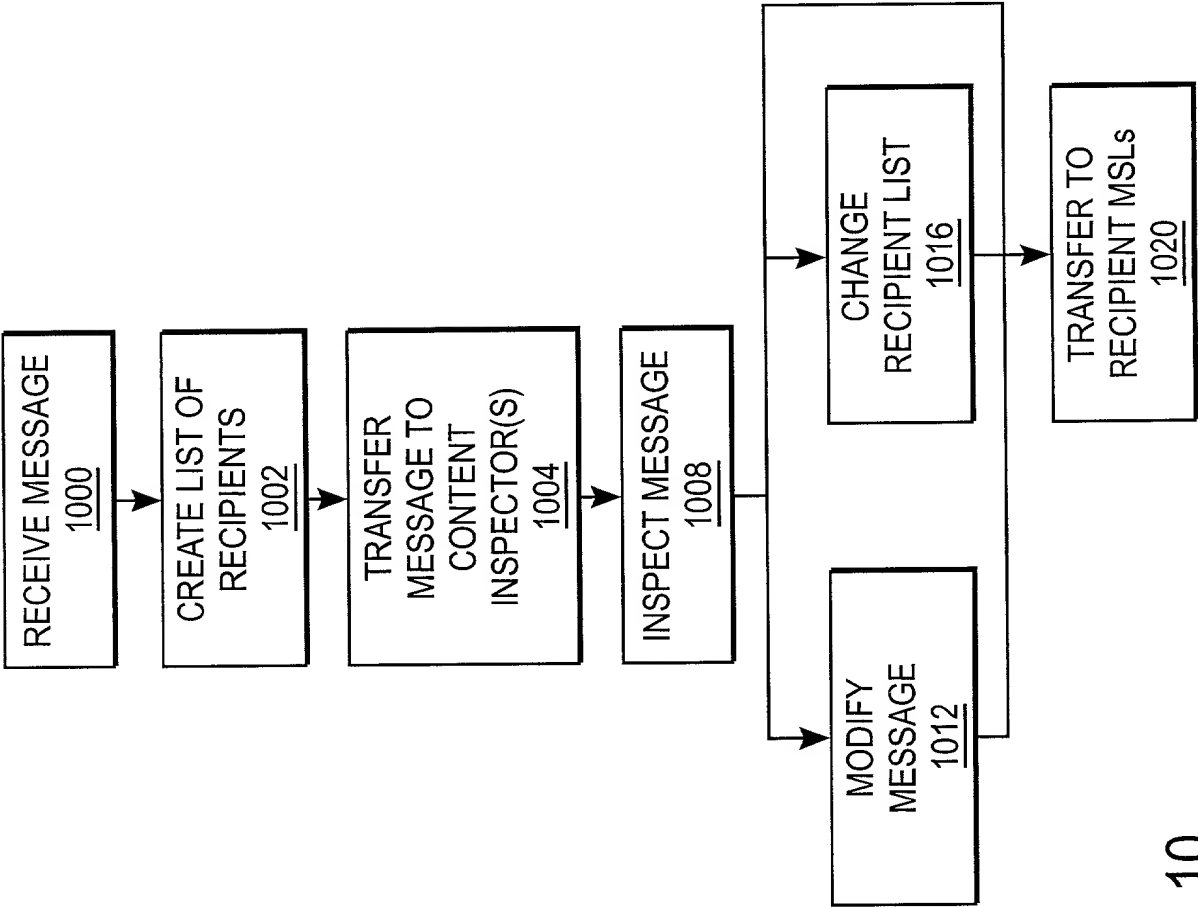 RECEIVE MESSAGE
1000
CREATE LIST OF
RECIPIENTS
1002
TRANSFER
MESSAGE TO
CONTENT
INSPECTOR(S)
1004
INSPECT MESSAGE
1008
MODIFY
MESSAGE
1012
CHANGE
RECIPIENT LIST
1016
TRANSFER TO
RECIPIENT MSLs
1020
10